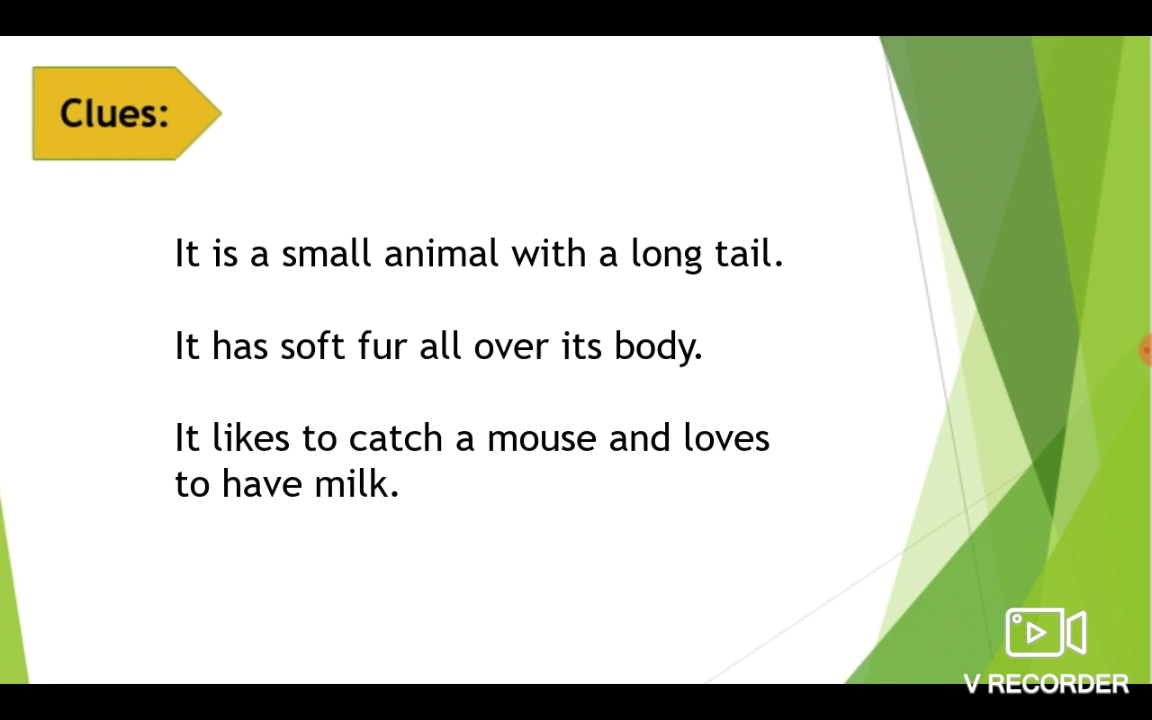 Clues:
It is a small animal with a long tail.
It has soft fur all over its body.
It likes to catch a mouse and loves
to have milk.
V RECORDER